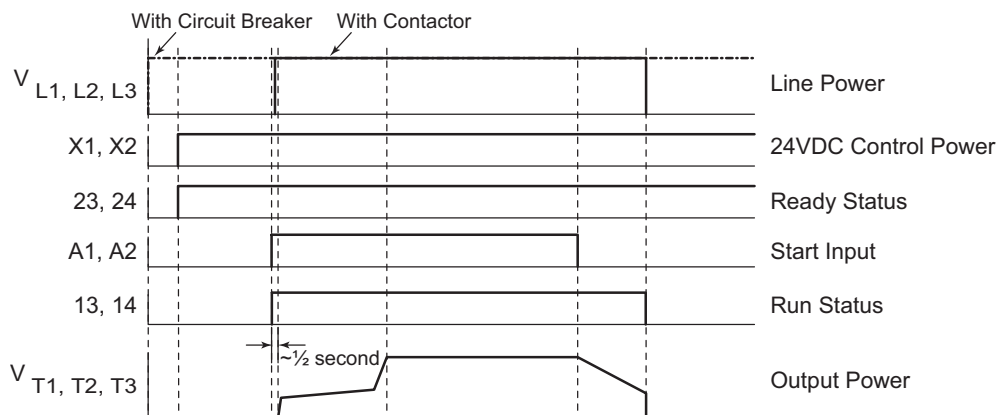 With Circuit Breaker With Contactor
V L1, L2, L3 Line Power
X1, X2 24VDC Control Power
23, 24 Ready Status
A1, A2 Start Input
13, 14 Run Status
~½ second
V T1, T2, T3 Output Power